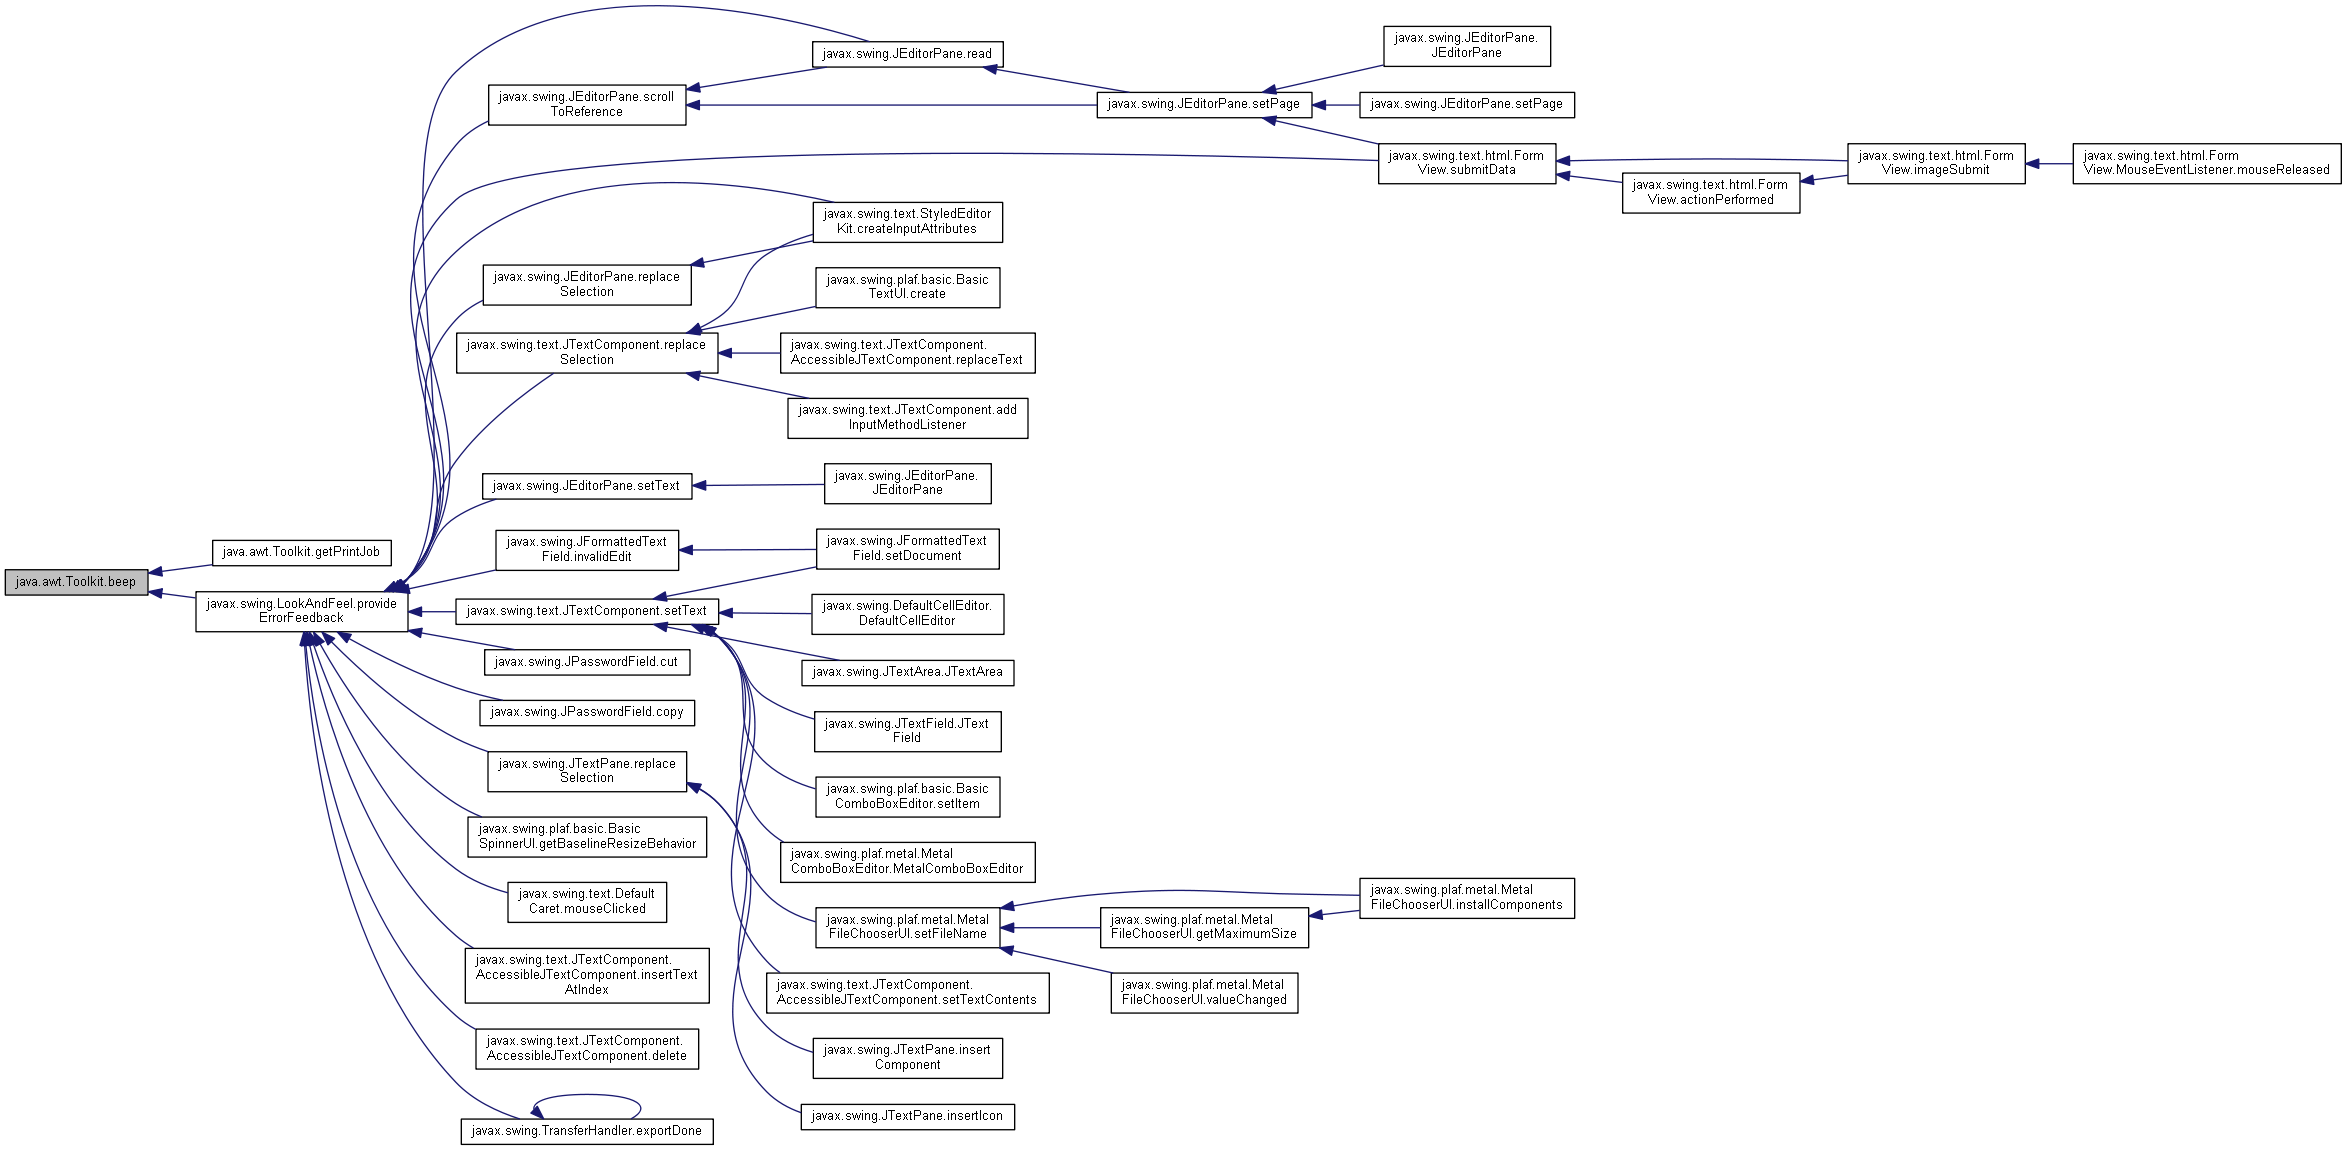 java.awt.Toolkit.beep
java.awt.Toolkit.getPrintJob
javax.swing.LookAndFeel.provide
ErrorFeedback
javax.swing.JEditorPane.scroll
ToReference
javax.swing.JEditorPane.replace
Selection
javax.swing.text.JTextComponent.replace
Selection
javax.swing.JEditorPane.setText
javax.swing.JFormattedText
Field.invalidEdit
javax.swing.text.JTextComponent.setText
javax.swing.JPasswordField.cut
javax.swing.JPasswordField.copy
javax.swing.JTextPane.replace
Selection
javax.swing.plaf.basic.Basic
SpinnerUI.getBaselineResizeBehavior
javax.swing.text.Default
Caret.mouseClicked
javax.swing.text.JTextComponent.
AccessibleJTextComponent.insertText
AtIndex
javax.swing.text.JTextComponent.
AccessibleJTextComponent.delete
javax.swing.TransferHandler.exportDone
javax.swing.JEditorPane.read
javax.swing.text.StyledEditor
Kit.createInputAttributes
javax.swing.plaf.basic.Basic
TextUI.create
javax.swing.text.JTextComponent.
AccessibleJTextComponent.replaceText
javax.swing.text.JTextComponent.add
InputMethodListener
javax.swing.JEditorPane.
JEditorPane
javax.swing.JFormattedText
Field.setDocument
javax.swing.DefaultCellEditor.
DefaultCellEditor
javax.swing.JTextArea.JTextArea
javax.swing.JTextField.JText
Field
javax.swing.plaf.basic.Basic
ComboBoxEditor.setItem
javax.swing.plaf.metal.Metal
ComboBoxEditor.MetalComboBoxEditor
javax.swing.plaf.metal.Metal
FileChooserUI.setFileName
javax.swing.text.JTextComponent.
AccessibleJTextComponent.setTextContents
javax.swing.JTextPane.insert
Component
javax.swing.JTextPane.insertIcon
javax.swing.JEditorPane.setPage
javax.swing.plaf.metal.Metal
FileChooserUI.getMaximumSize
javax.swing.plaf.metal.Metal
FileChooserUI.valueChanged
javax.swing.JEditorPane.
JEditorPane
javax.swing.JEditorPane.setPage
javax.swing.text.html.Form
View.submitData
javax.swing.plaf.metal.Metal
FileChooserUI.installComponents
javax.swing.text.html.Form
View.actionPerformed
javax.swing.text.html.Form
View.imageSubmit
javax.swing.text.html.Form
View.MouseEventListener.mouseReleased